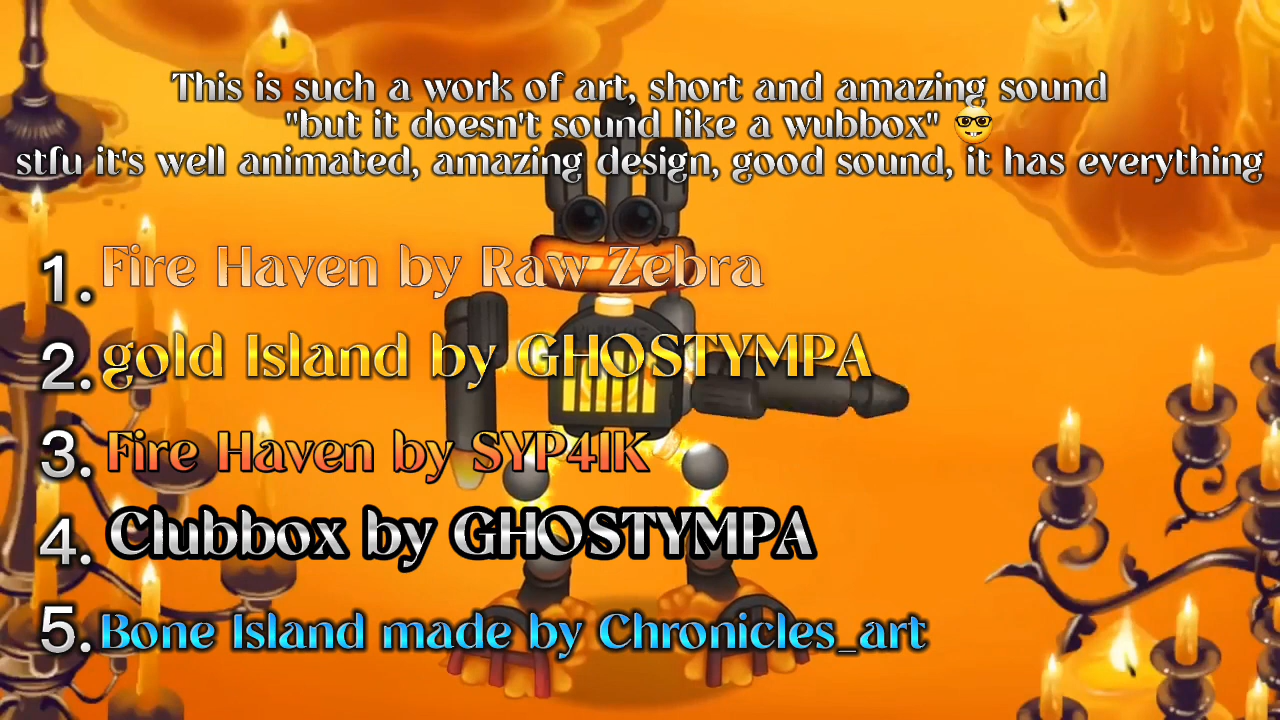 This is such a work of art, short and amazing sound
"but it doesn't sound like a wubbox" 🤓
stfu it's well animated, amazing design, good sound, it has everything
1. Fire Haven by Raw Zebra
2. gold Island by GHOSTYMPA
3. Fire Haven by SYP41K
4. Clubbox by GHOSTYMPA
5. Bone Island made by Chronicles_art